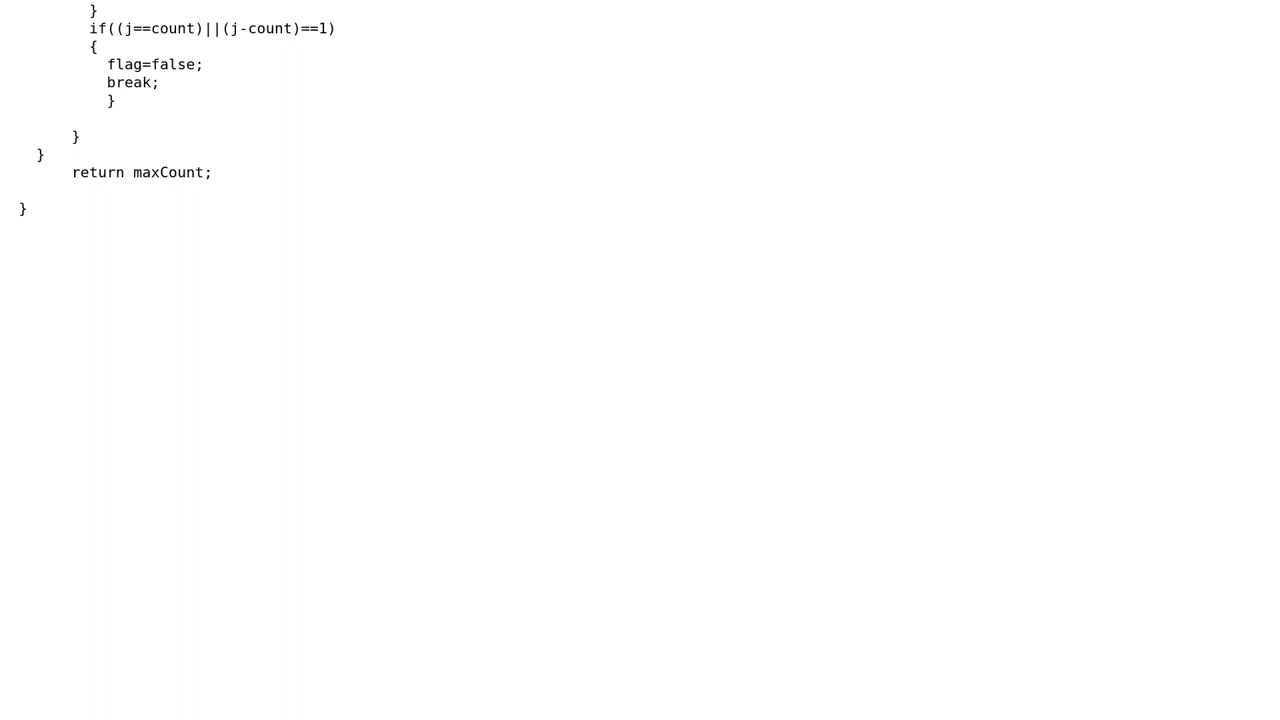 }
if((j==count)||(j-count)==1)
{
flag=false;
break;
}
}
}
return maxCount;
}